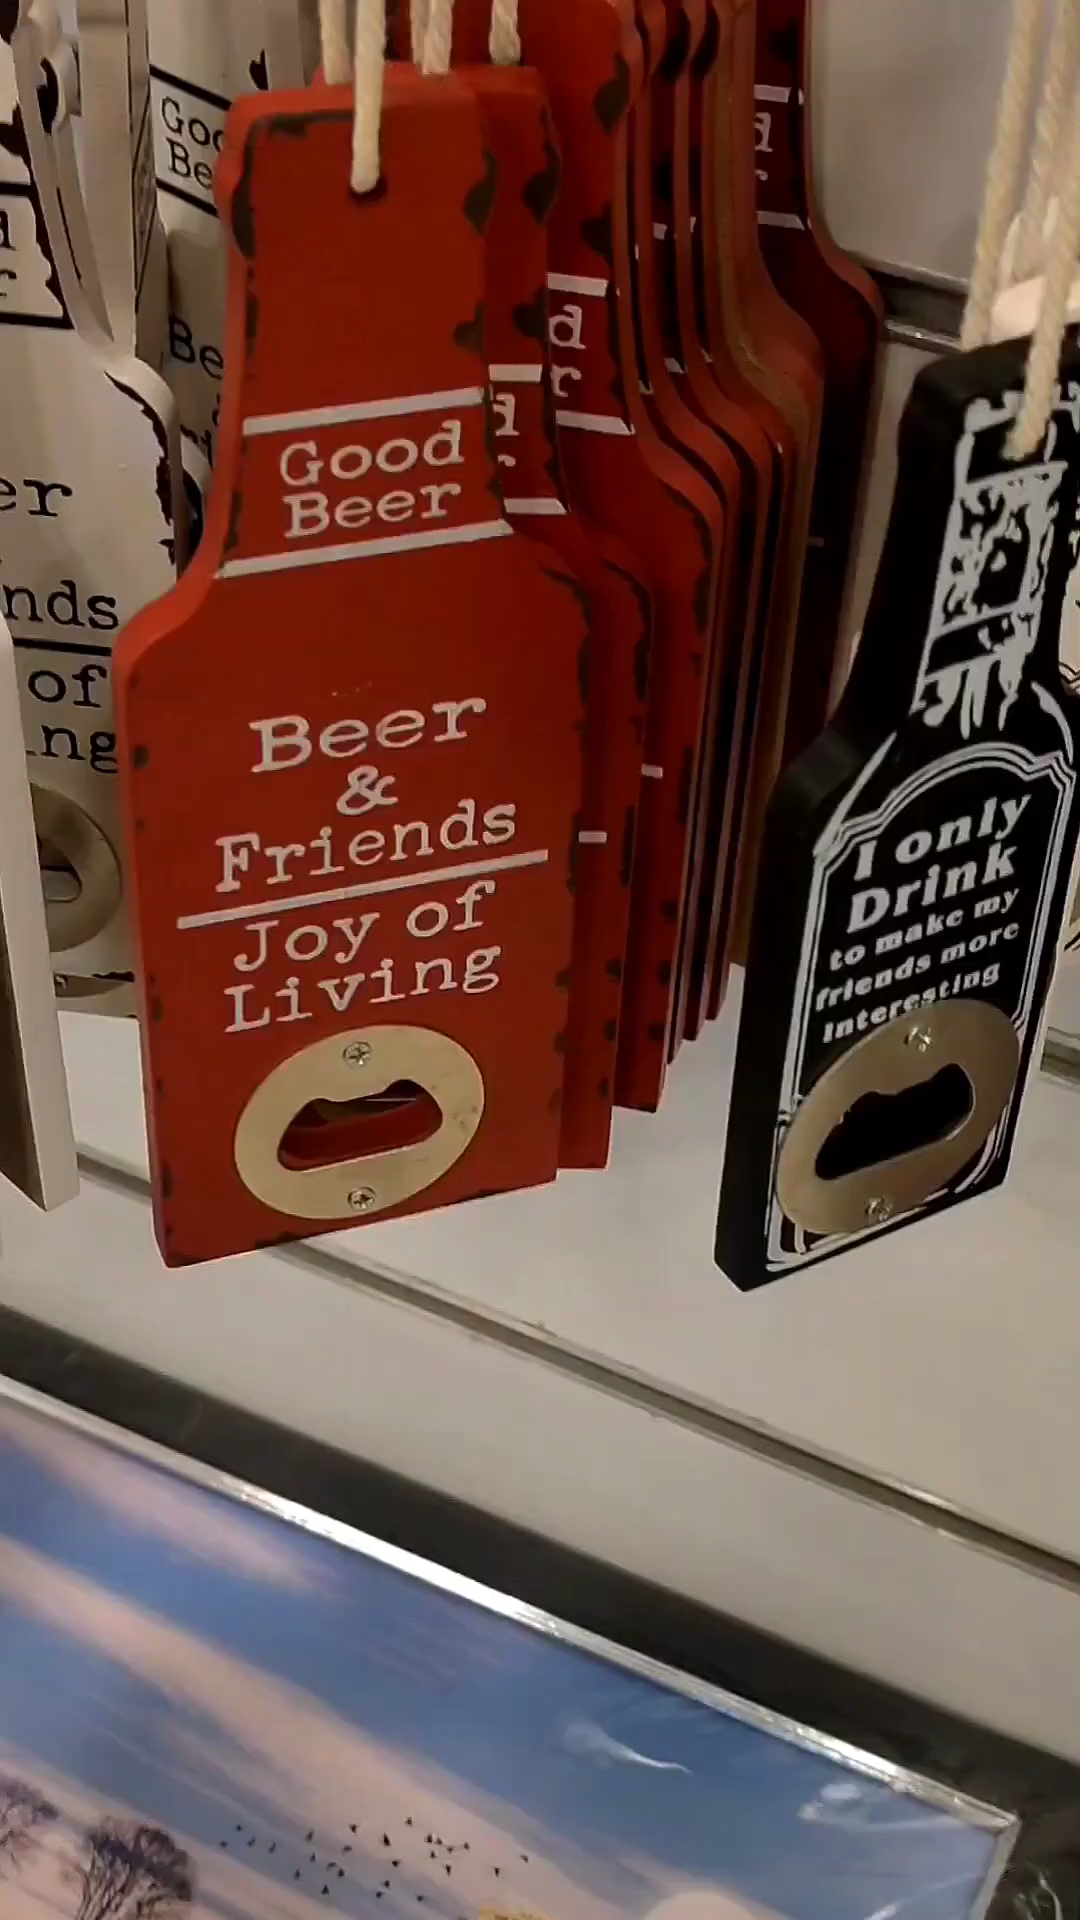 Good
Beer
Beer
&
Friends
Joy of
Living
I only
Drink
to make my
friends more
interesting